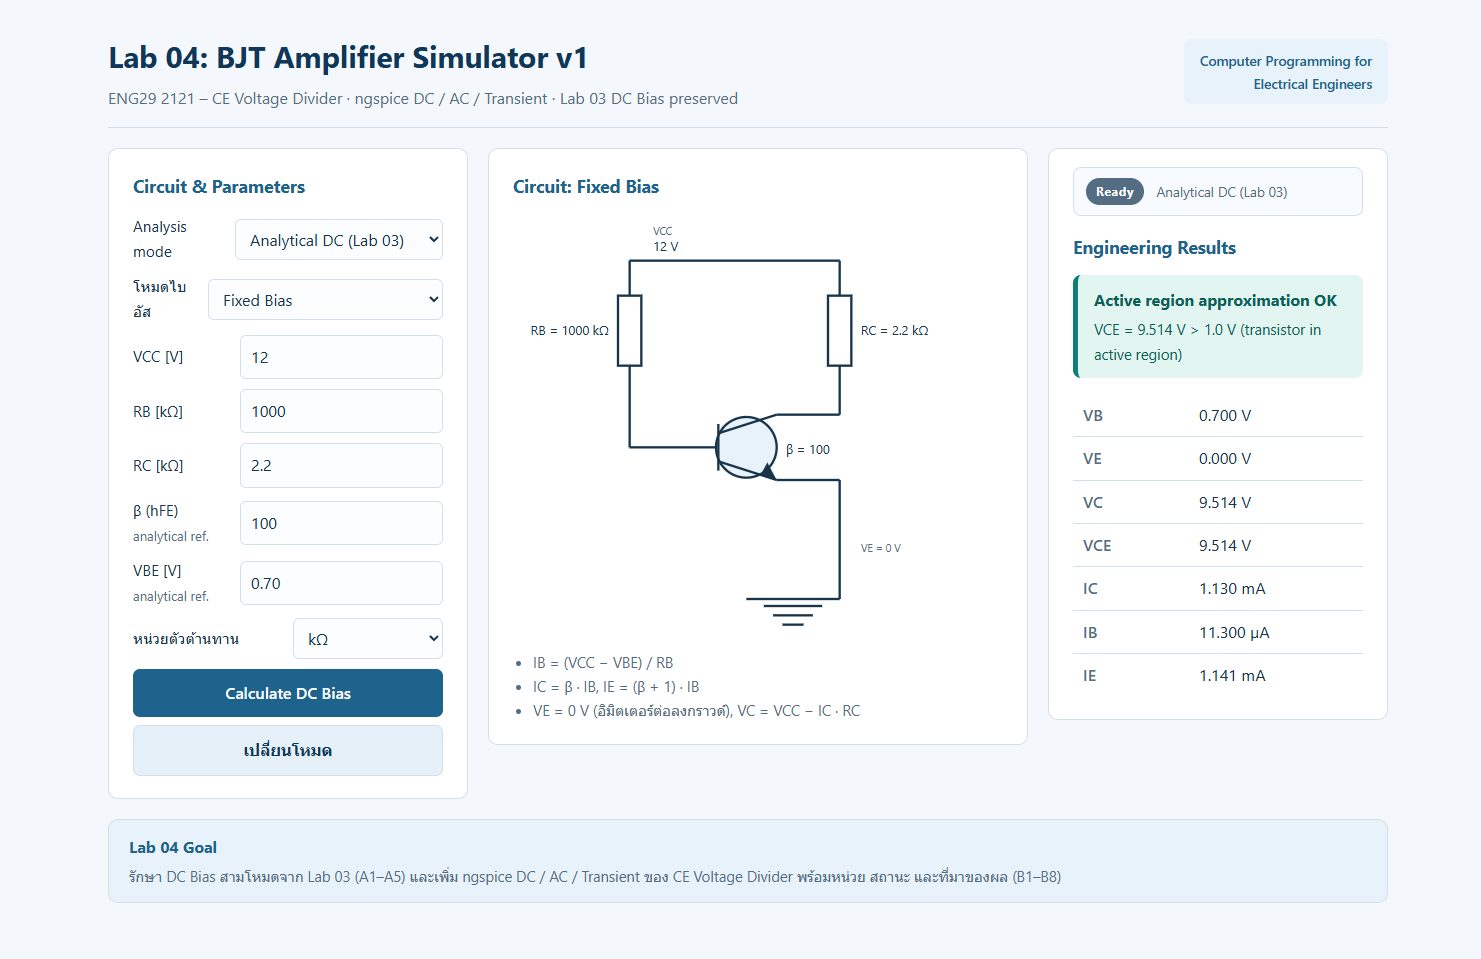 Lab 04: BJT Amplifier Simulator v1
ENG29 2121 – CE Voltage Divider · ngspice DC / AC / Transient · Lab 03 DC Bias preserved
Computer Programming for
Electrical Engineers
Circuit & Parameters
Analysis
mode
Analytical DC (Lab 03)
โหมดไบ
อัส
Fixed Bias
VCC [V]
12
RB [kΩ]
1000
RC [kΩ]
2.2
β (hFE)
analytical ref.
100
VBE [V]
analytical ref.
0.70
หน่วยตัวต้านทาน
kΩ
Calculate DC Bias
เปลี่ยนโหมด
Circuit: Fixed Bias
VCC
12 V
RB = 1000 kΩ
RC = 2.2 kΩ
β = 100
VE = 0 V
• IB = (VCC − VBE) / RB
• IC = β · IB, IE = (β + 1) · IB
• VE = 0 V (อิมิตเตอร์ต่อลงกราวด์), VC = VCC − IC · RC
Ready
Analytical DC (Lab 03)
Engineering Results
Active region approximation OK
VCE = 9.514 V > 1.0 V (transistor in
active region)
VB 0.700 V
VE 0.000 V
VC 9.514 V
VCE 9.514 V
IC 1.130 mA
IB 11.300 μA
IE 1.141 mA
Lab 04 Goal
รักษา DC Bias สามโหมดจาก Lab 03 (A1–A5) และเพิ่ม ngspice DC / AC / Transient ของ CE Voltage Divider พร้อมหน่วย สถานะ และที่มาของผล (B1–B8)